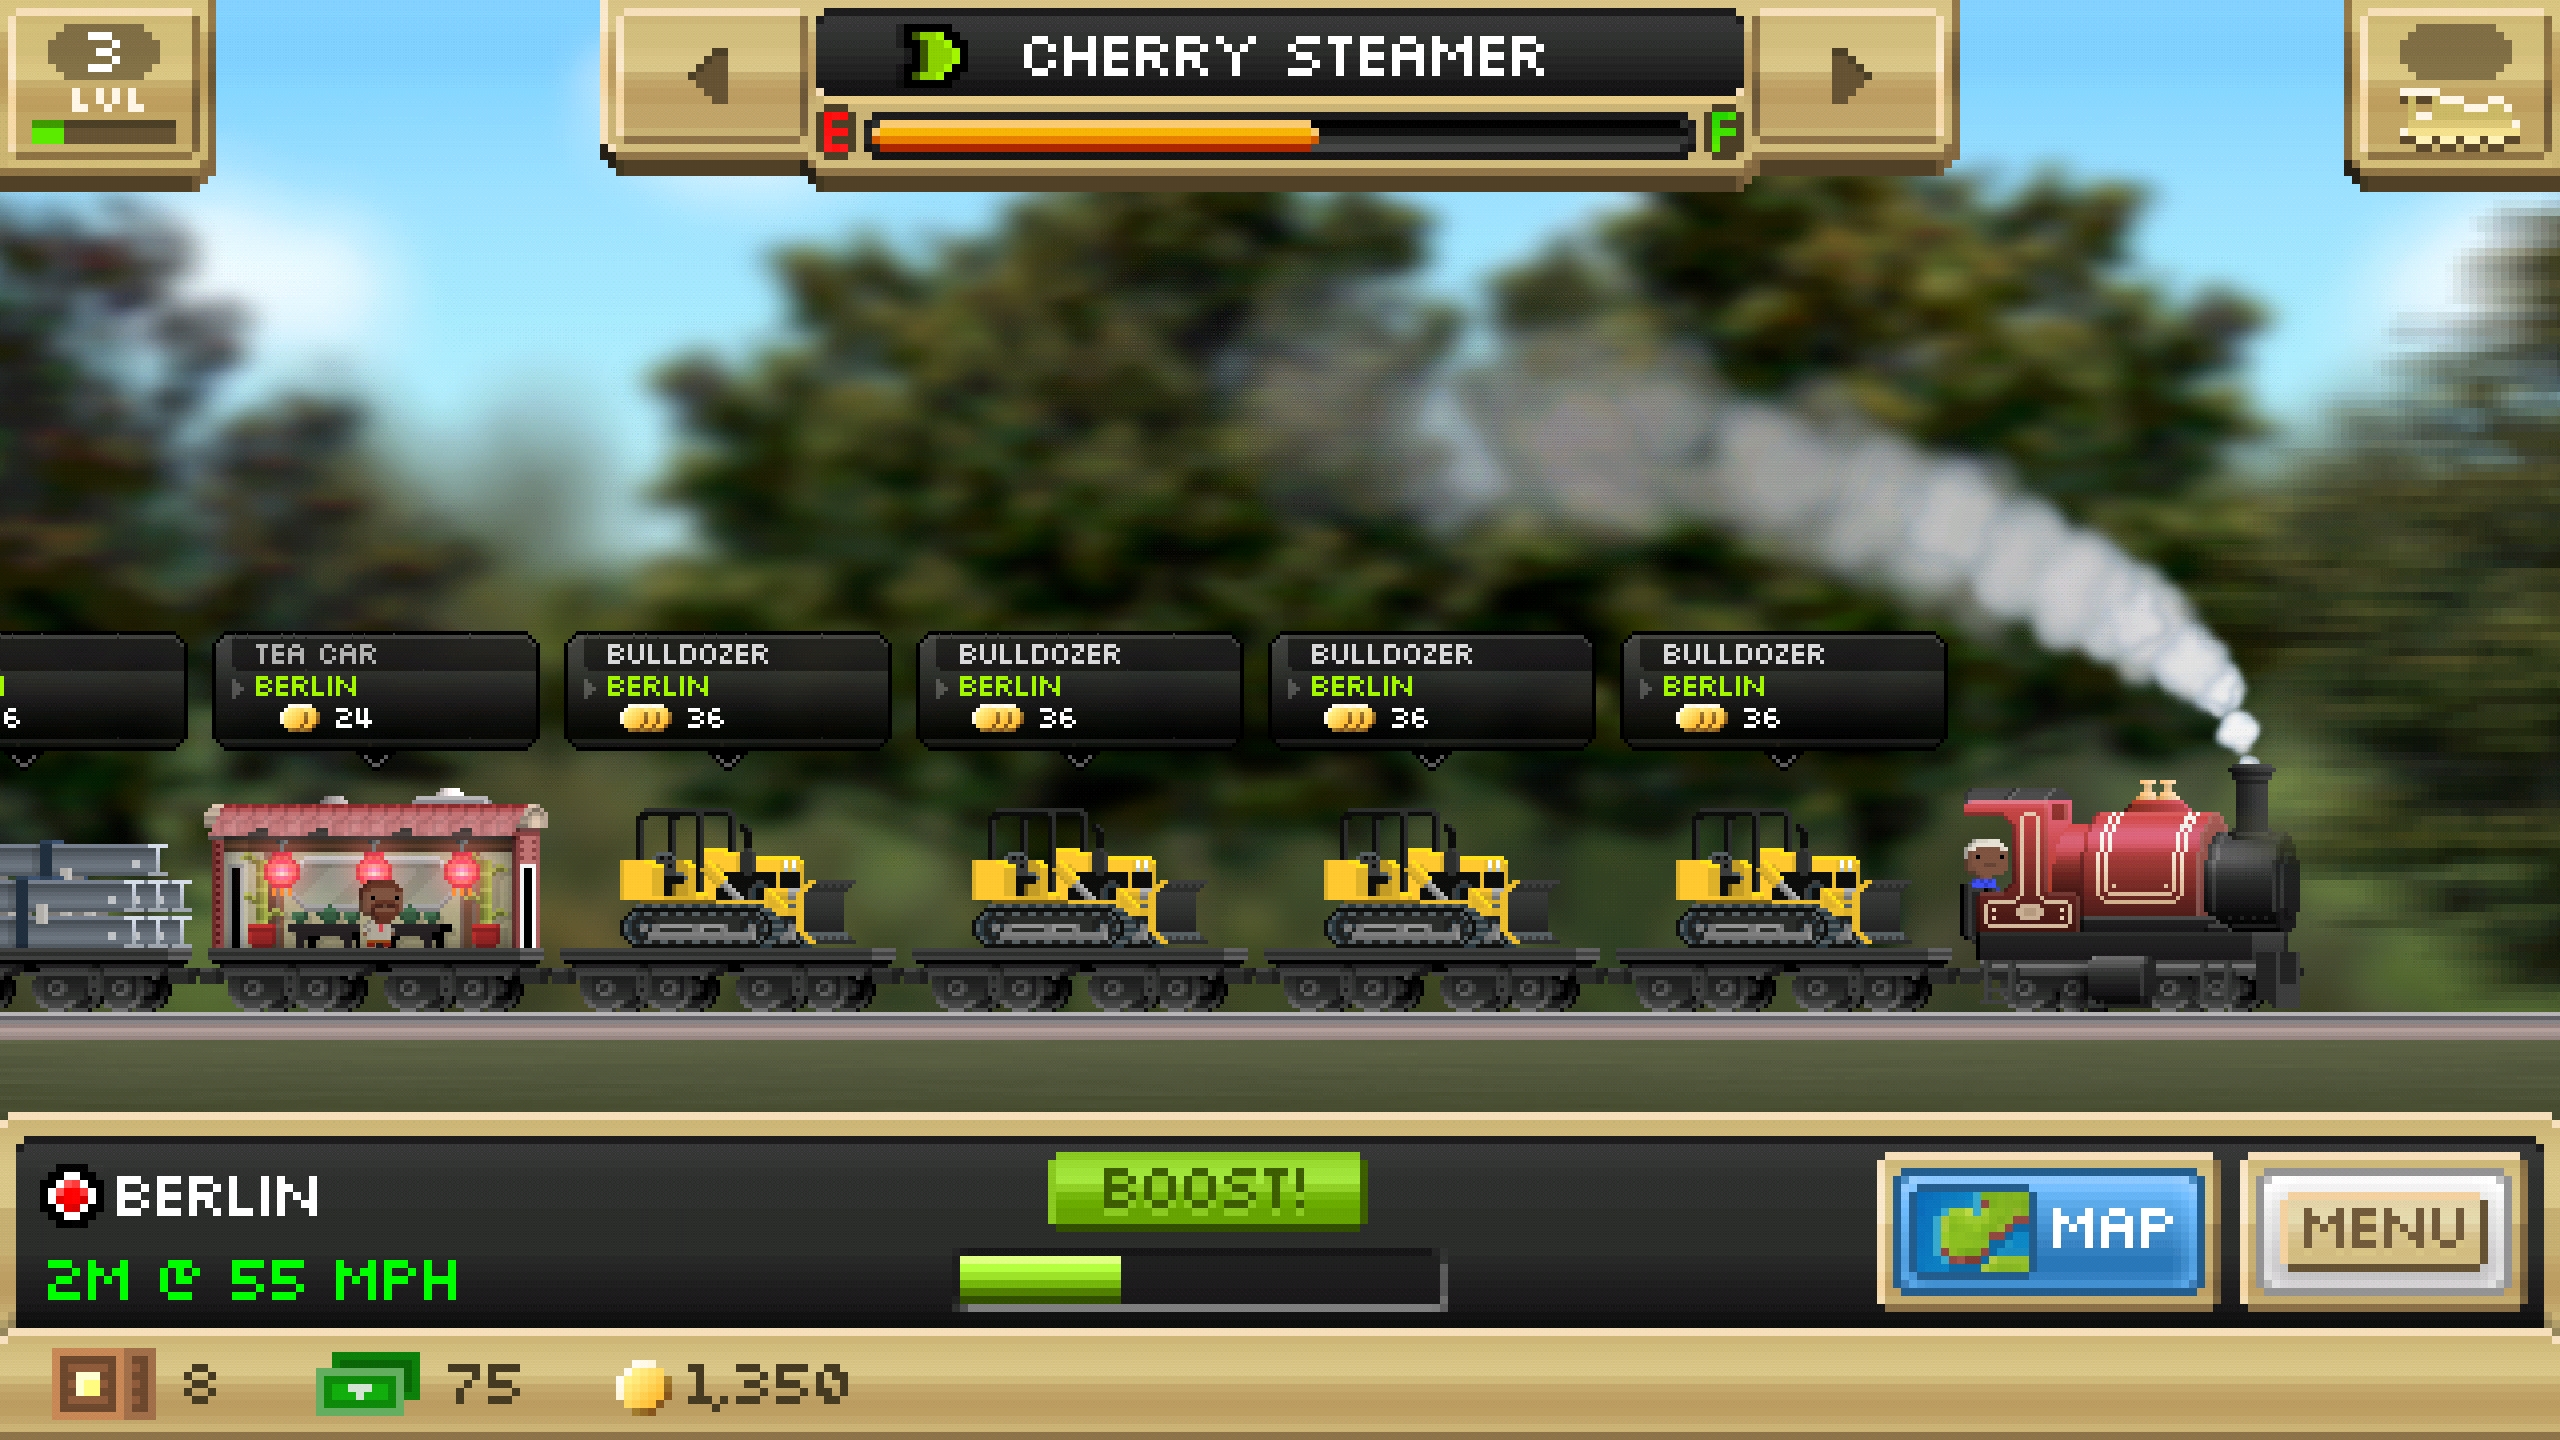 3
LVL
CHERRY STEAMER
E F
6
TEA CAR
BERLIN
24
BULLDOZER
BERLIN
36
BULLDOZER
BERLIN
36
BULLDOZER
BERLIN
36
BULLDOZER
BERLIN
36
BERLIN
2M @ 55 MPH
BOOST!
MAP
MENU
8 75 1,350